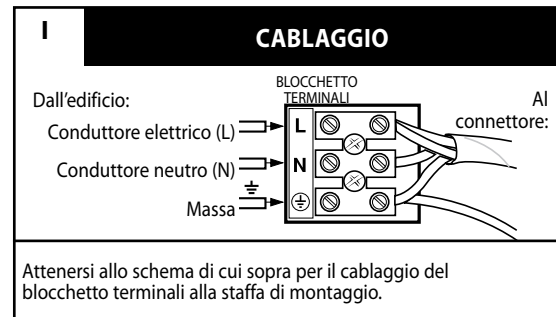 I
CABLAGGIO
BLOCCHETTO
TERMINALI
Dall'edificio:
Al
connettore:
Conduttore elettrico (L)
L
Conduttore neutro (N)
N
Massa
Attenersi allo schema di cui sopra per il cablaggio del
blocchetto terminali alla staffa di montaggio.